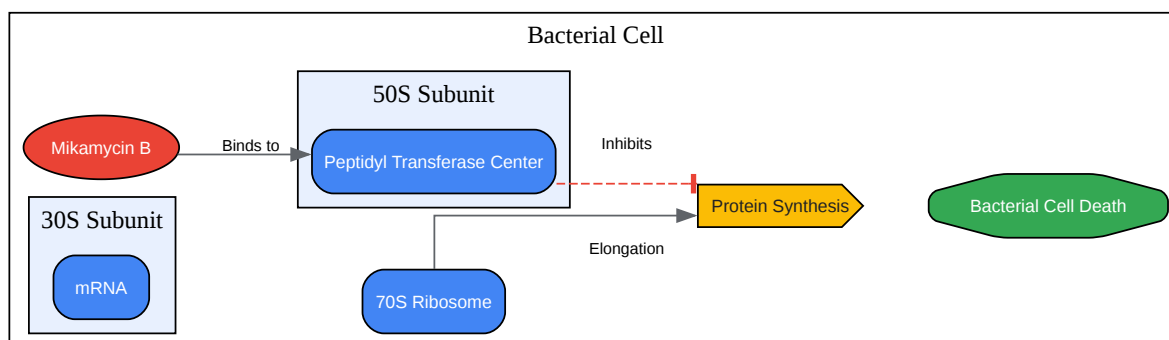 Bacterial Cell
50S Subunit
Mikamycin B
Binds to
Peptidyl Transferase Center
Inhibits
30S Subunit
mRNA
Protein Synthesis
Bacterial Cell Death
Elongation
70S Ribosome